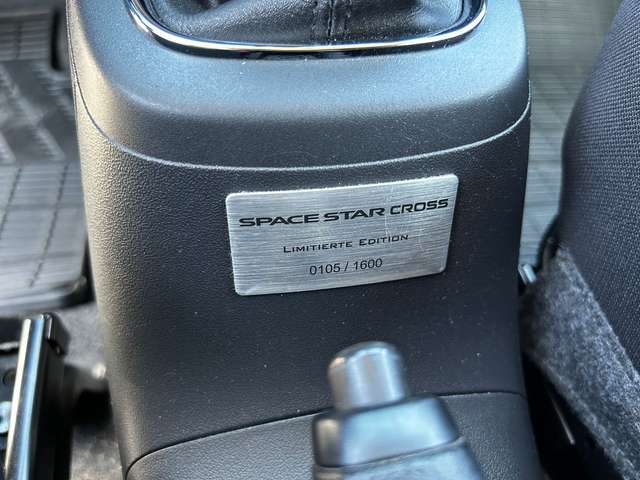 SPACE STAR CROSS
LIMITIERTE EDITION
0105 / 1600